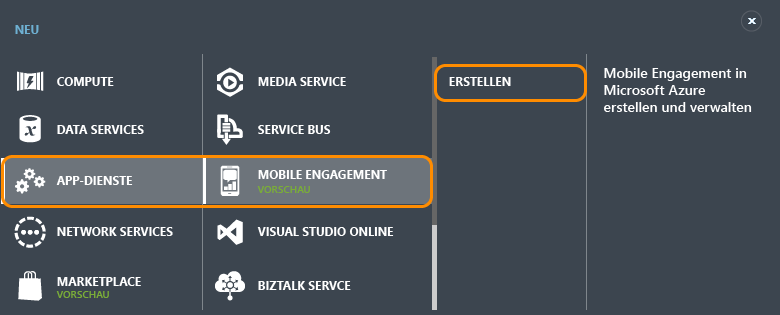 NEU
COMPUTE
DATA SERVICES
APP-DIENSTE
NETWORK SERVICES
MARKETPLACE
VORSCHAU
MEDIA SERVICE
SERVICE BUS
MOBILE ENGAGEMENT
VORSCHAU
VISUAL STUDIO ONLINE
BIZTALK SERVCE
ERSTELLEN
Mobile Engagement in
Microsoft Azure
erstellen und verwalten